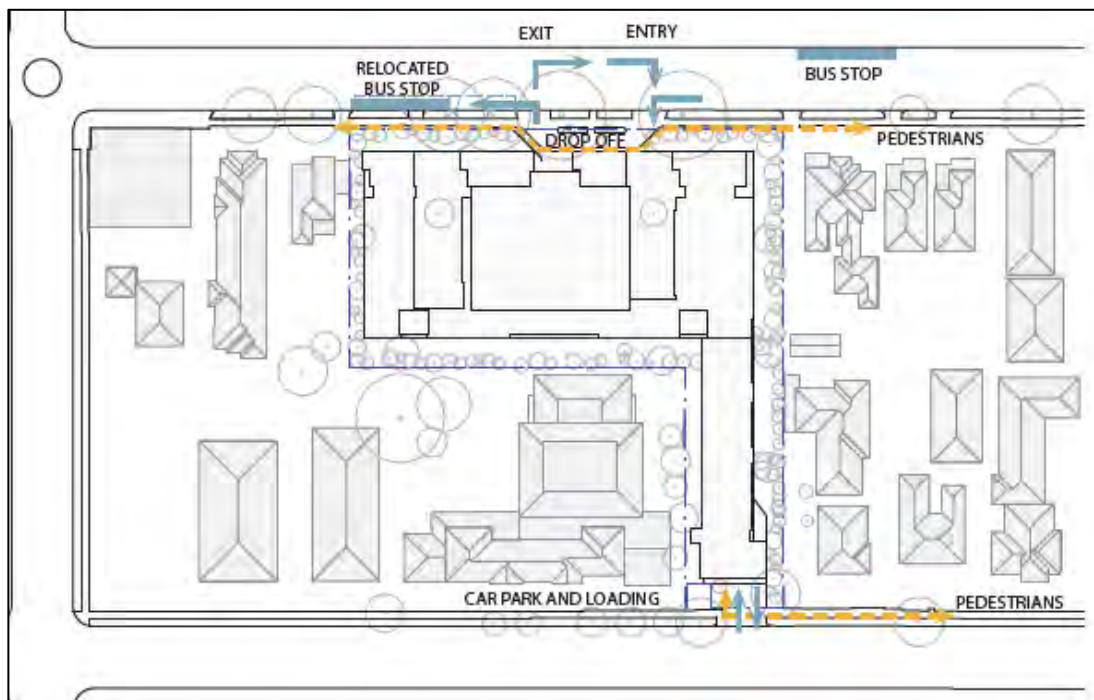 EXIT
ENTRY
RELOCATED
BUS STOP
BUS STOP
DROP OFF
PEDESTRIANS
CAR PARK AND LOADING
PEDESTRIANS